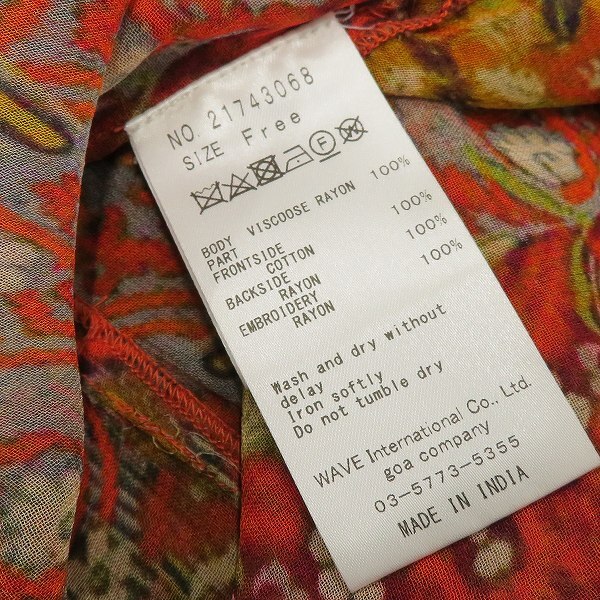 NO. 21743068
SIZE Free
BODY VISCOOSE RAYON 100%
PART
FRONTSIDE
COTTON 100%
BACKSIDE
RAYON 100%
EMBROIDERY
RAYON 100%
Wash and dry without
delay
Iron softly
Do not tumble dry
WAVE International Co., Ltd.
goa company
03-5773-5355
MADE IN INDIA